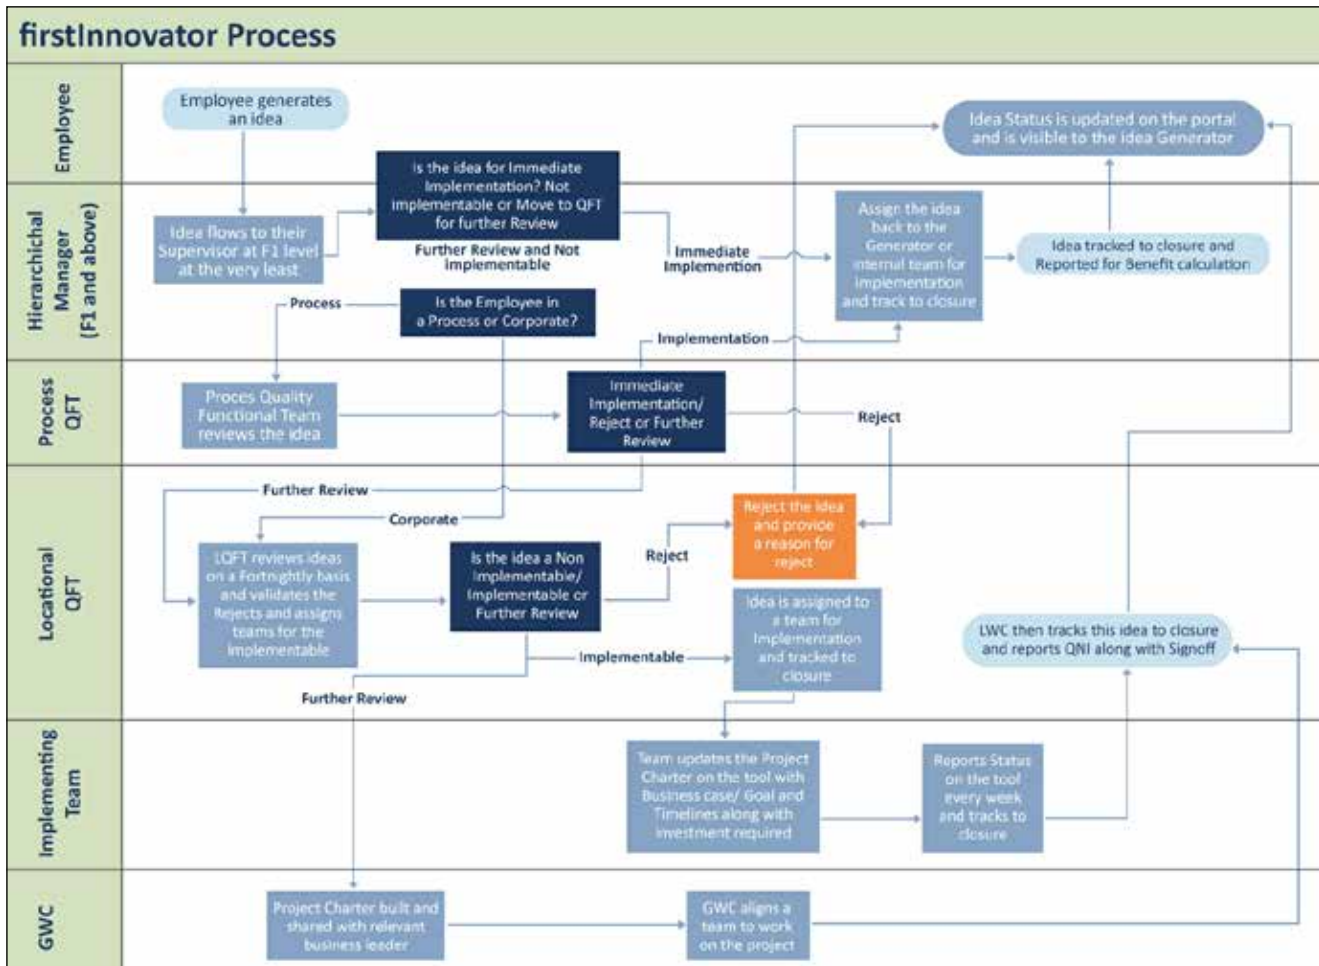 firstInnovator Process
Employee
Employee generates
an idea
Idea Status is updated on the portal
and is visible to the idea Generator
Hierarchichal
Manager
(F1 and above)
Is the idea for Immediate
Implementation? Not
implementable or Move to QFT
for further Review
Idea flows to their
Supervisor at F1 level
at the very least
Further Review and Not
implementable
Immediate
Implemention
Assign the idea
back to the
Generator or
internal team for
implementation
and track to closure
Idea tracked to closure and
Reported for Benefit calculation
Process
Is the Employee in
a Process or Corporate?
Implementation
Process
QFT
Proces Quality
Functional Team
reviews the idea
Immediate
Implementation/
Reject or Further
Review
Reject
Locational
QFT
Further Review
Corporate
LQFT reviews ideas
on a Fortnightly basis
and validates the
Rejects and assigns
teams for the
Implementable
Is the idea a Non
Implementable/
Implementable or
Further Review
Reject
Reject the Idea
and provide
a reason for
reject
Idea is assigned to
a team for
Implementation
and tracked to
closure
Implementable
Further Review
LWC then tracks this idea to closure
and reports QNI along with Signoff
Implementing
Team
Team updates the Project
Charter on the tool with
Business case/ Goal and
Timelines along with
investment required
Reports Status
on the tool
every week
and tracks to
closure
GWC
Project Charter built and
shared with relevant
business leader
GWC aligns a
team to work
on the project